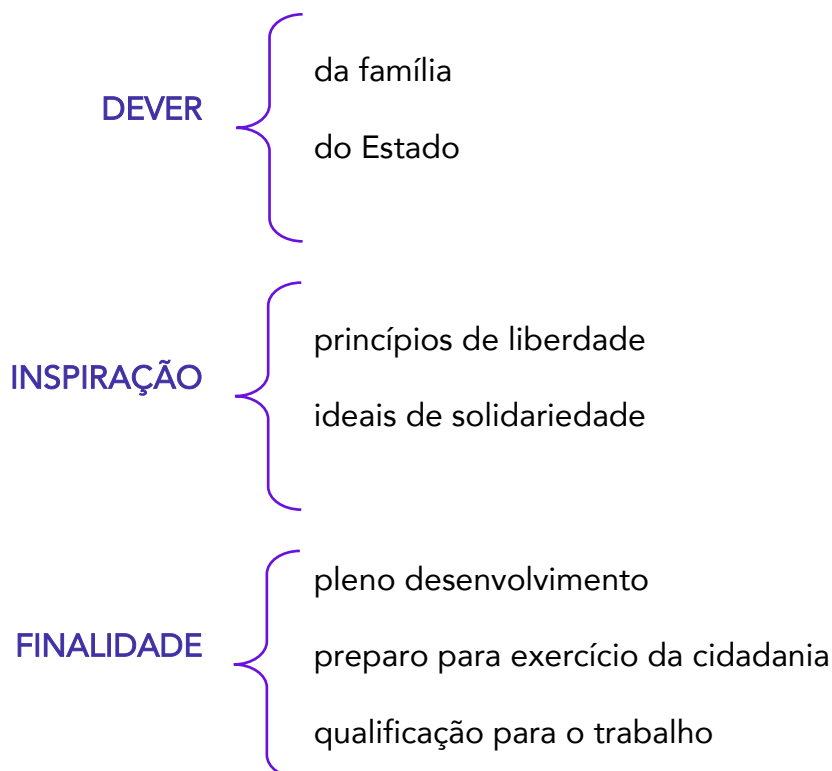 da família
DEVER
do Estado
princípios de liberdade
INSPIRAÇÃO
ideais de solidariedade
pleno desenvolvimento
FINALIDADE
preparo para exercício da cidadania
qualificação para o trabalho